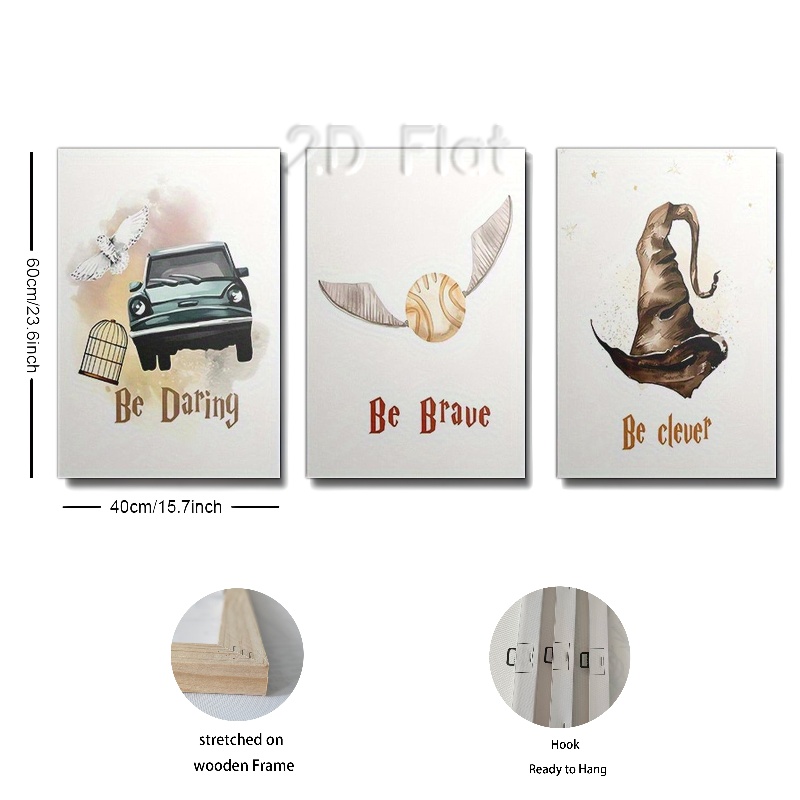 2D Flat
60cm/23.6inch
Be Daring
Be Brave
Be clever
40cm/15.7inch
stretched on
wooden Frame
Hook
Ready to Hang